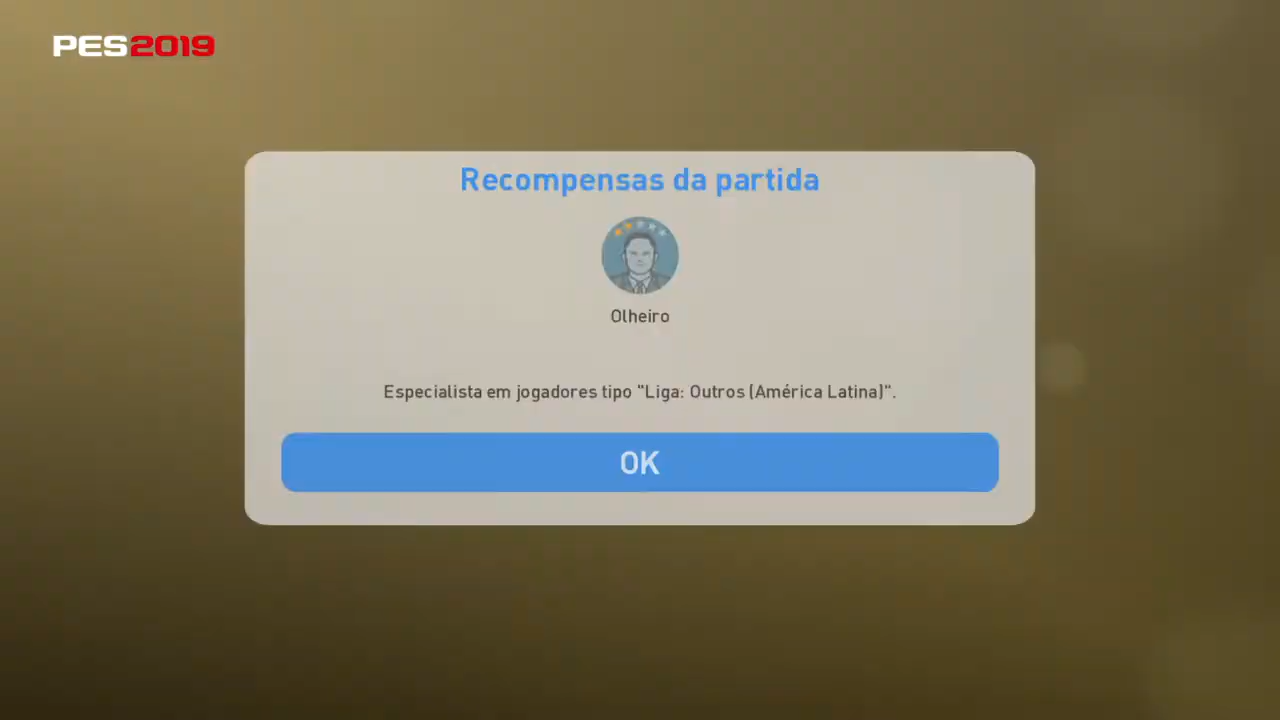 PES2019
Recompensas da partida
Olheiro
Especialista em jogadores tipo "Liga: Outros (América Latina)".
OK